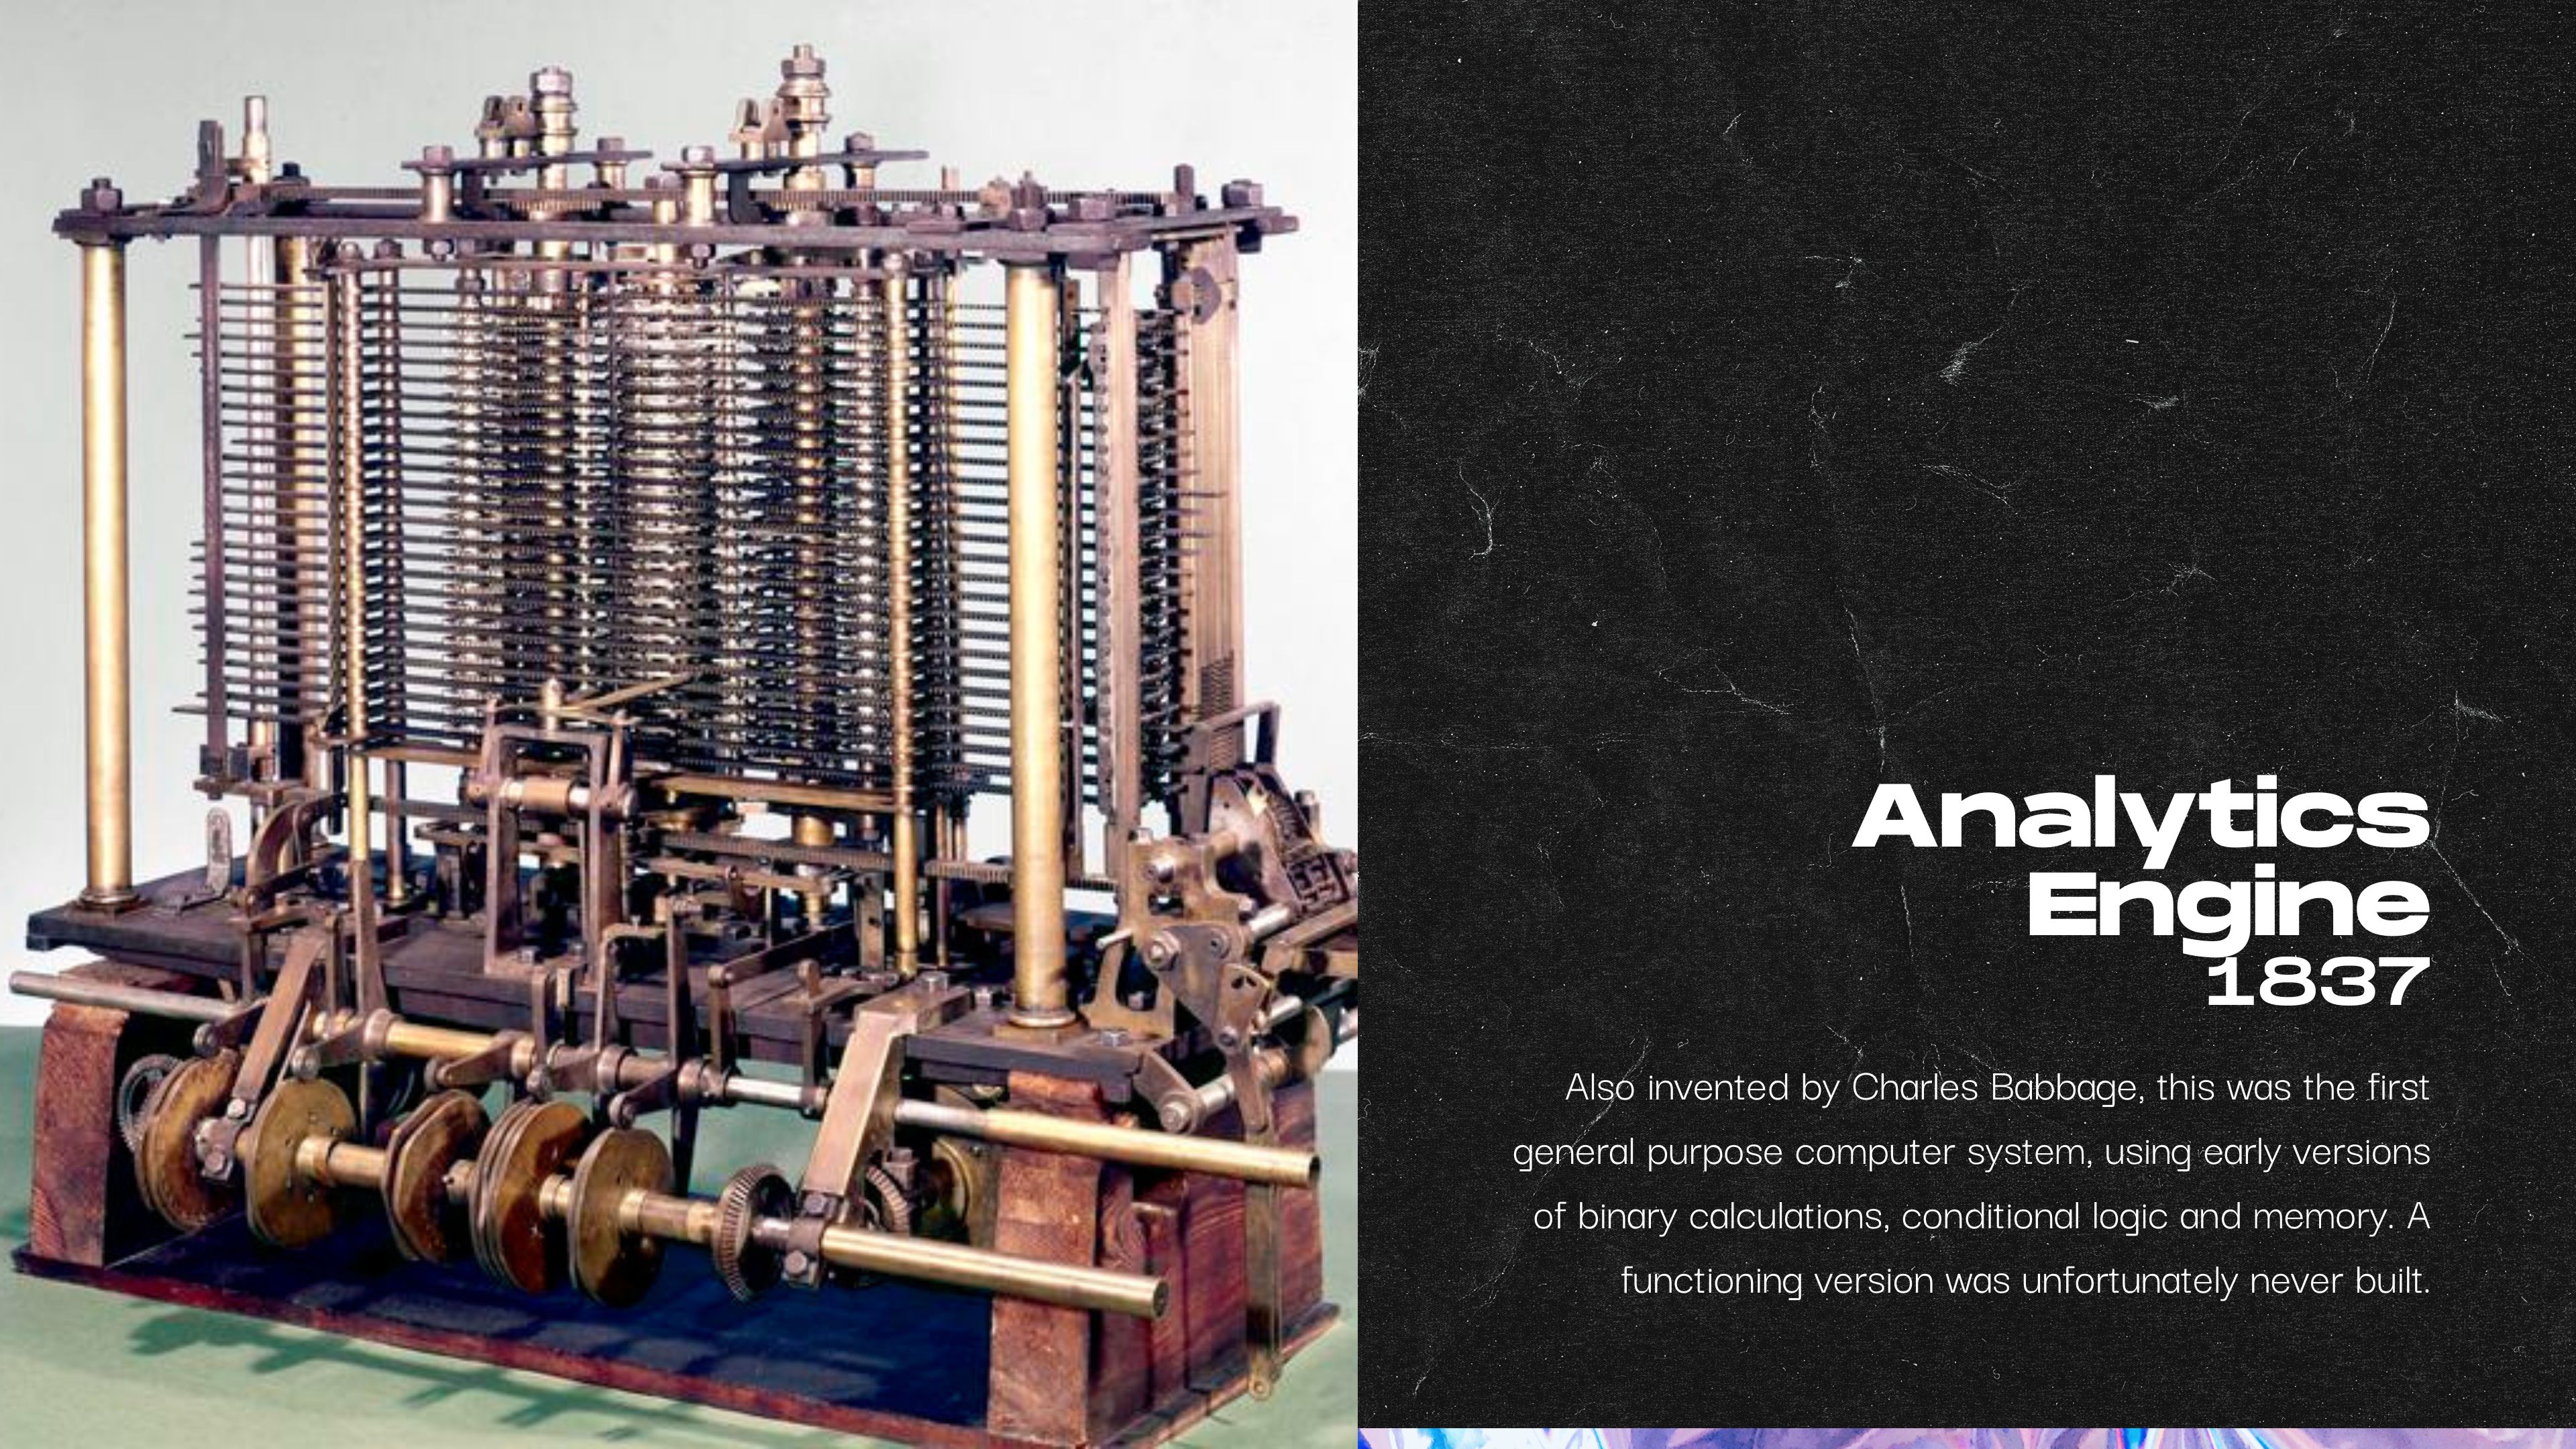 Analytics
Engine
1837
Also invented by Charles Babbage, this was the first
general purpose computer system, using early versions
of binary calculations, conditional logic and memory. A
functioning version was unfortunately never built.